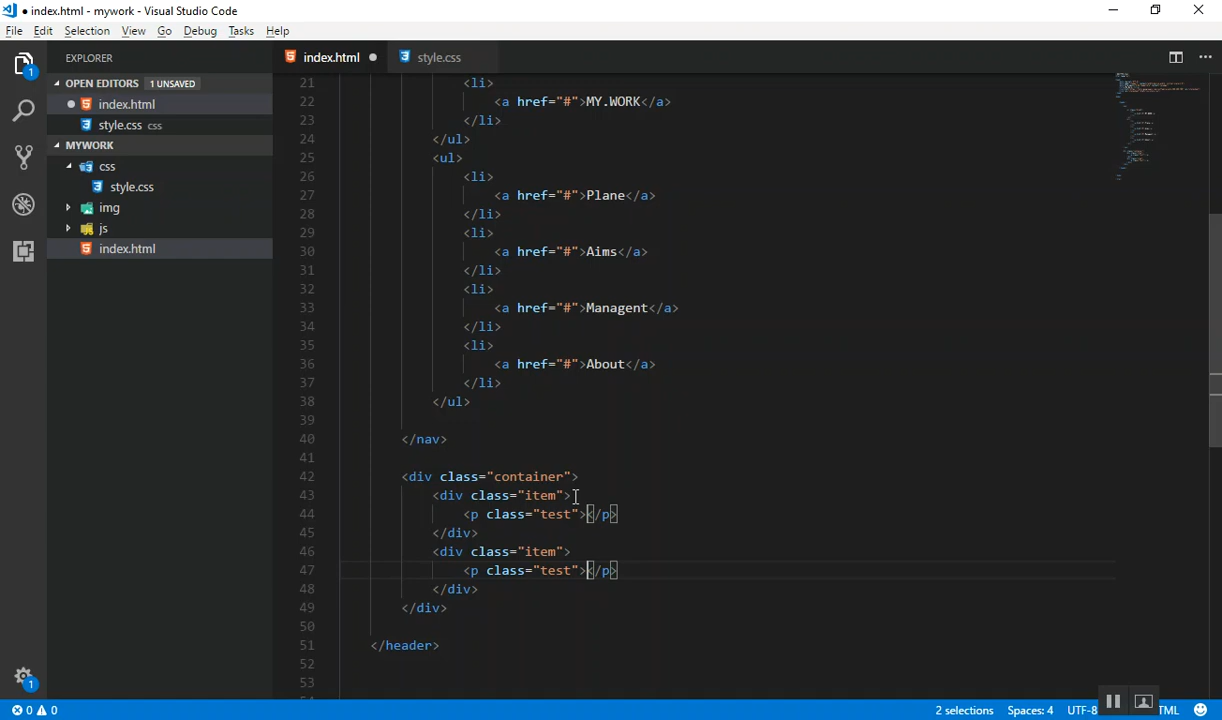 ● index.html - mywork - Visual Studio Code
File Edit Selection View Go Debug Tasks Help
EXPLORER
index.html
style.css
OPEN EDITORS 1 UNSAVED
index.html
style.css css
MYWORK
css
style.css
img
js
index.html
1
21 <li>
22 <a href="#">MY.WORK</a>
23 </li>
24 </ul>
25 <ul>
26 <li>
27 <a href="#">Plane</a>
28 </li>
29 <li>
30 <a href="#">Aims</a>
31 </li>
32 <li>
33 <a href="#">Managent</a>
34 </li>
35 <li>
36 <a href="#">About</a>
37 </li>
38 </ul>
39
40 </nav>
41
42 <div class="container">
43 <div class="item">
44 <p class="test"></p>
45 </div>
46 <div class="item">
47 <p class="test"></p>
48 </div>
49 </div>
50
51 </header>
52
53
1
0 0 2 selections Spaces: 4 UTF-8 TML